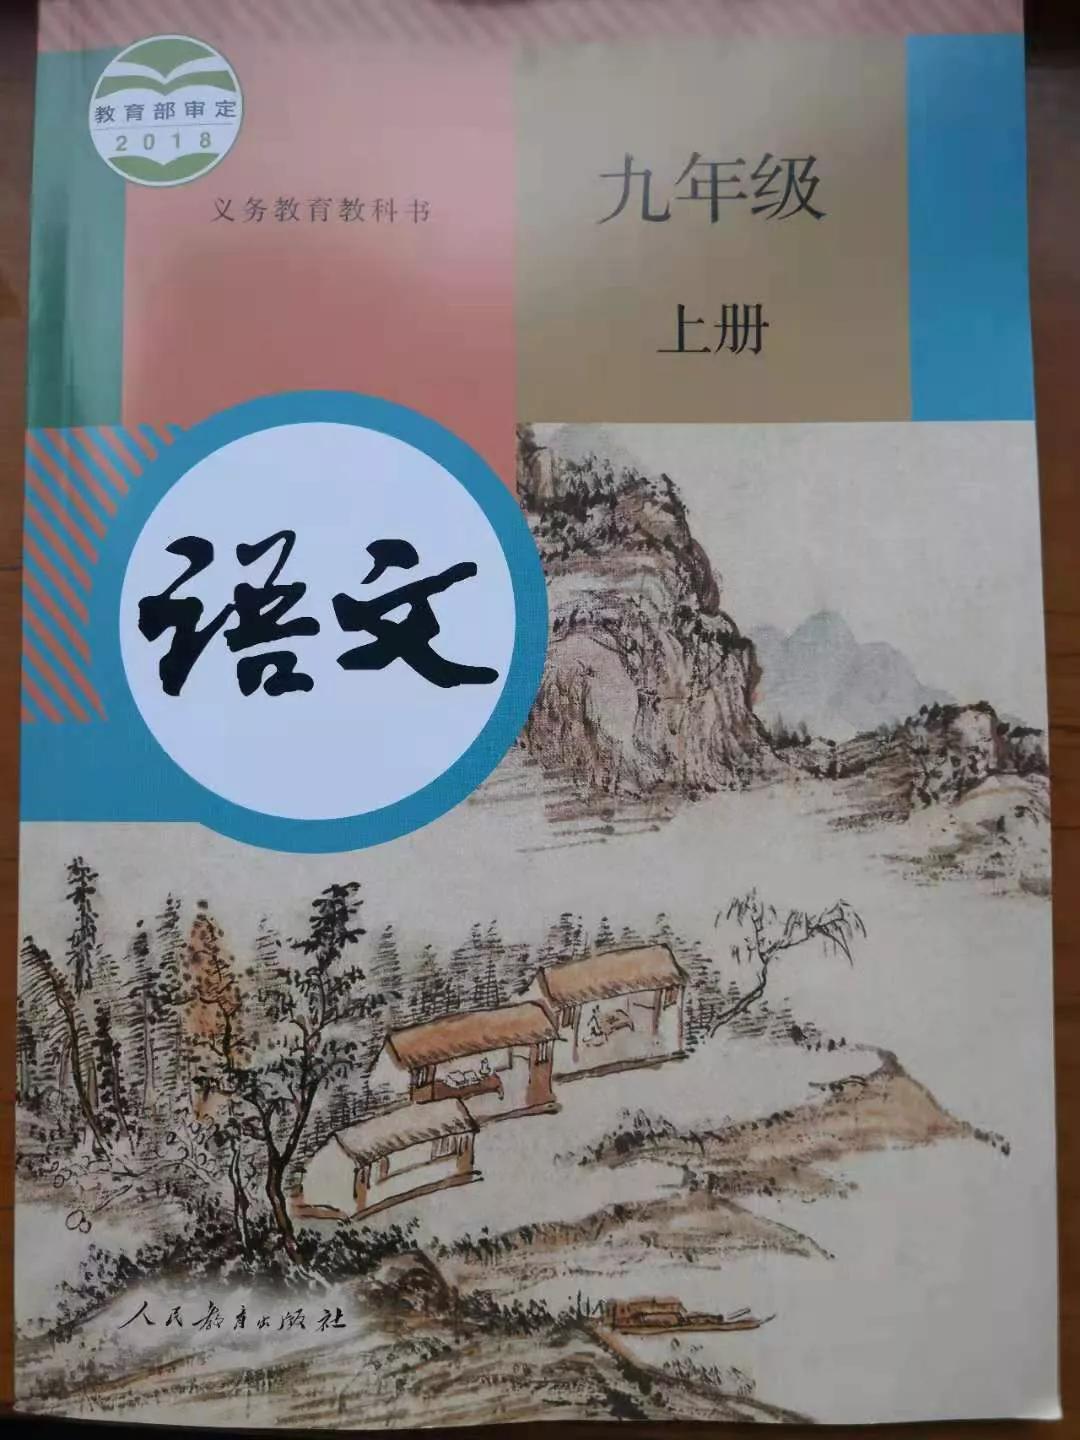 教育部审定
2018
义务教育教科书
九年级
上册
语文
人民教育出版社